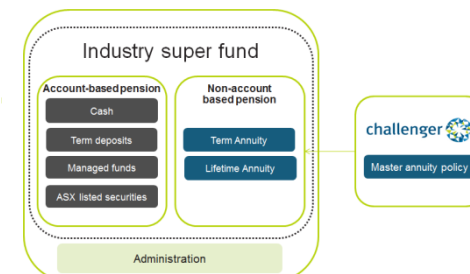 Industry super fund
Account-based pension
Cash
Term deposits
Managed funds
ASX listed securities
Non-account
based pension
Term Annuity
Lifetime Annuity
challenger
Master annuity policy
Administration